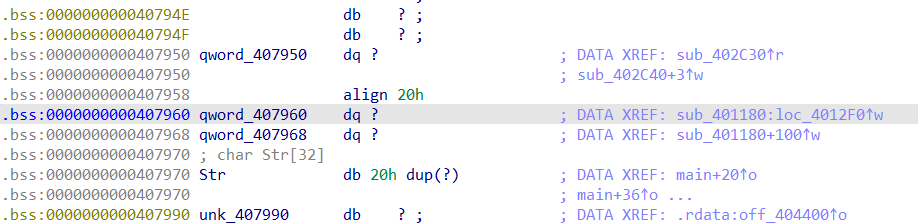 .bss:000000000040794E db ? ;
.bss:000000000040794F db ? ;
.bss:0000000000407950 qword_407950 dq ? ; DATA XREF: sub_402C30↑r
.bss:0000000000407950 ; sub_402C40+3↑w
.bss:0000000000407958 align 20h
.bss:0000000000407960 qword_407960 dq ? ; DATA XREF: sub_401180:loc_4012F0↑w
.bss:0000000000407968 qword_407968 dq ? ; DATA XREF: sub_401180+100↑w
.bss:0000000000407970 ; char Str[32]
.bss:0000000000407970 Str db 20h dup(?) ; DATA XREF: main+20↑o
.bss:0000000000407970 ; main+36↑o ...
.bss:0000000000407990 unk_407990 db ? ; ; DATA XREF: .rdata:off_404400↑o